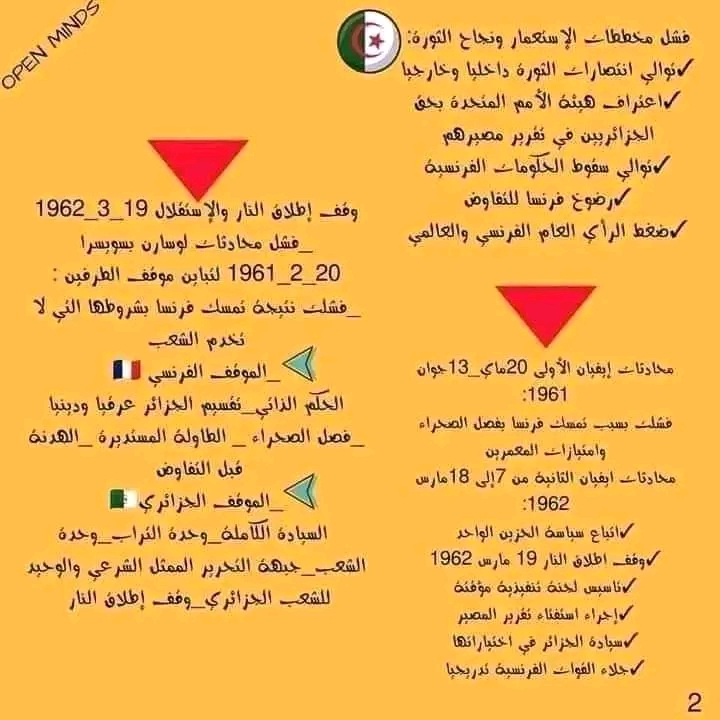 OPEN MINDS
فشل مخططات الإستعمار ونجاح الثورة:
✓توالي انتصارات الثورة داخليا وخارجيا
✓اعتراف هيئة الأمم المتحدة بحق
الجزائريين في تقرير مصيرهم
✓توالي سقوط الحكومات الفرنسية
✓رضوخ فرنسا للتفاوض
✓ضغط الرأي العام الفرنسي والعالمي
محادثات إيفيان الأولى 20ماي_13جوان
1961:
فشلت بسبب تمسك فرنسا بفصل الصحراء
وامتيازات المعمرين
محادثات ايفيان الثانية من 7إلى 18مارس
1962:
✓اتباع سياسة الحزبن الواحد
✓وقف اطلاق النار 19 مارس 1962
✓تاسيس لجنة تنفيذية مؤقتة
✓إجراء استفتاء تقرير المصير
✓سيادة الجزائر في اختياراتها
✓جلاء القوات الفرنسية تدريجيا
وقف إطلاق النار والإستقلال 19_3_1962
_فشل محادثات لوسارن بسويسرا
20_2_1961 لتباين موقف الطرفين :
_فشلت نتيجة تمسك فرنسا بشروطها التي لا
تخدم الشعب
_الموقف الفرنسي
الحكم الذاتي_تقسيم الجزائر عرقيا ودينيا
_فصل الصحراء _ الطاولة المستديرة _الهدنة
قبل التفاوض
_الموقف الجزائري
السيادة الكاملة_وحدة التراب_وحدة
الشعب_جبهة التحرير الممثل الشرعي والوحيد
للشعب الجزائري_وقف إطلاق النار
2